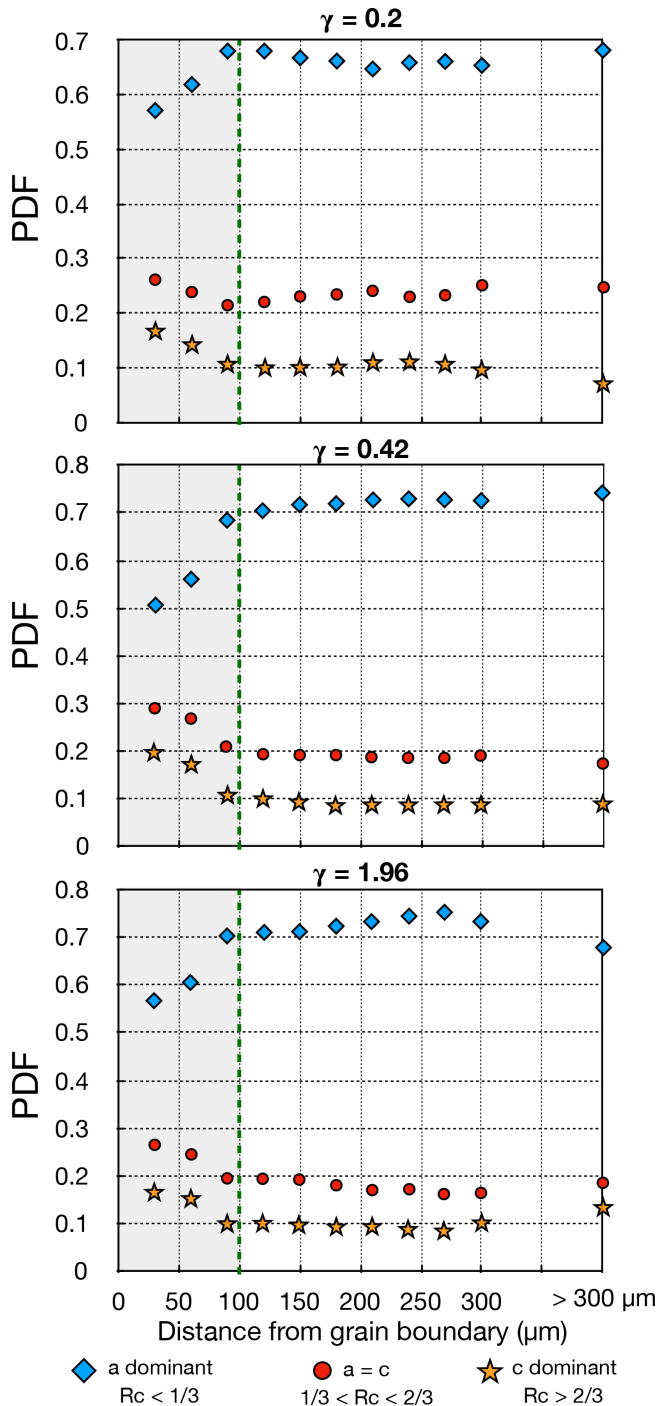 γ = 0.2
0.7
0.6
0.5
0.4
0.3
0.2
0.1
0
PDF
γ = 0.42
0.8
0.7
0.6
0.5
0.4
0.3
0.2
0.1
0
PDF
γ = 1.96
0.8
0.7
0.6
0.5
0.4
0.3
0.2
0.1
0
PDF
0 50 100 150 200 250 300 > 300 µm
Distance from grain boundary (µm)
a dominant a = c c dominant
Rc < 1/3 1/3 < Rc < 2/3 Rc > 2/3